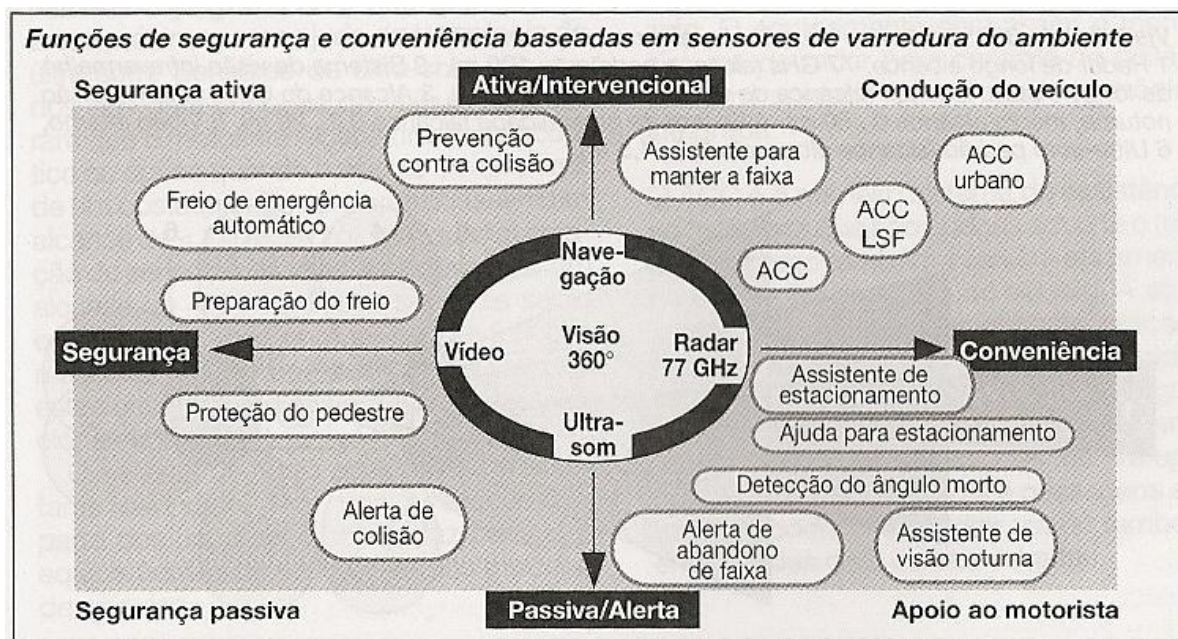 Funções de segurança e conveniência baseadas em sensores de varredura do ambiente
Segurança ativa
Ativa/Intervencional
Condução do veículo
Prevenção
contra colisão
Assistente para
manter a faixa
ACC
urbano
Freio de emergência
automático
ACC
LSF
Nave-
gação
ACC
Preparação do freio
Segurança
Vídeo
Visão
360°
Radar
77 GHz
Conveniência
Assistente de
estacionamento
Proteção do pedestre
Ultra-
som
Ajuda para estacionamento
Detecção do ângulo morto
Alerta de
colisão
Alerta de
abandono
de faixa
Assistente de
visão noturna
Segurança passiva
Passiva/Alerta
Apoio ao motorista